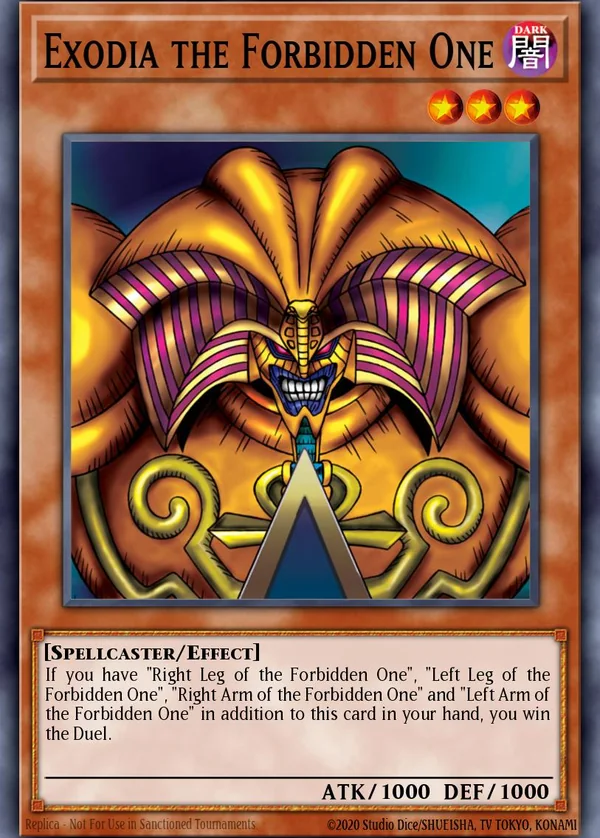 Exodia the Forbidden One
DARK
闇
[Spellcaster/Effect]
If you have "Right Leg of the Forbidden One", "Left Leg of the
Forbidden One", "Right Arm of the Forbidden One" and "Left Arm of
the Forbidden One" in addition to this card in your hand, you win
the Duel.
ATK/1000 DEF/1000
Replica - Not For Use in Sanctioned Tournaments
©2020 Studio Dice/SHUEISHA, TV TOKYO, KONAMI